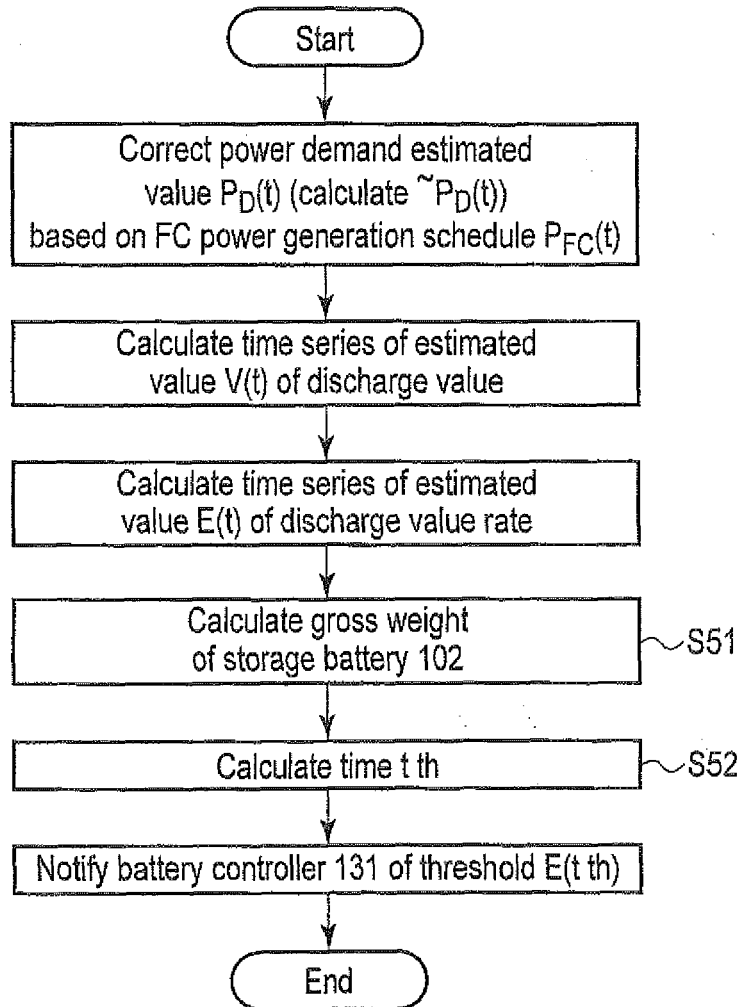 Start
Correct power demand estimated
value PD(t) (calculate ~PD(t))
based on FC power generation schedule PFC(t)
Calculate time series of estimated
value V(t) of discharge value
Calculate time series of estimated
value E(t) of discharge value rate
Calculate gross weight
of storage battery 102
S51
Calculate time t th
S52
Notify battery controller 131 of threshold E(t th)
End